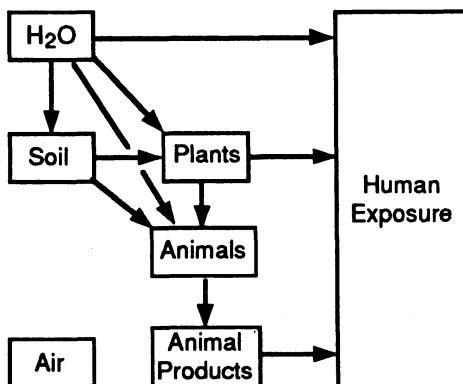 H₂O
Soil
Plants
Human
Exposure
Animals
Air
Animal
Products